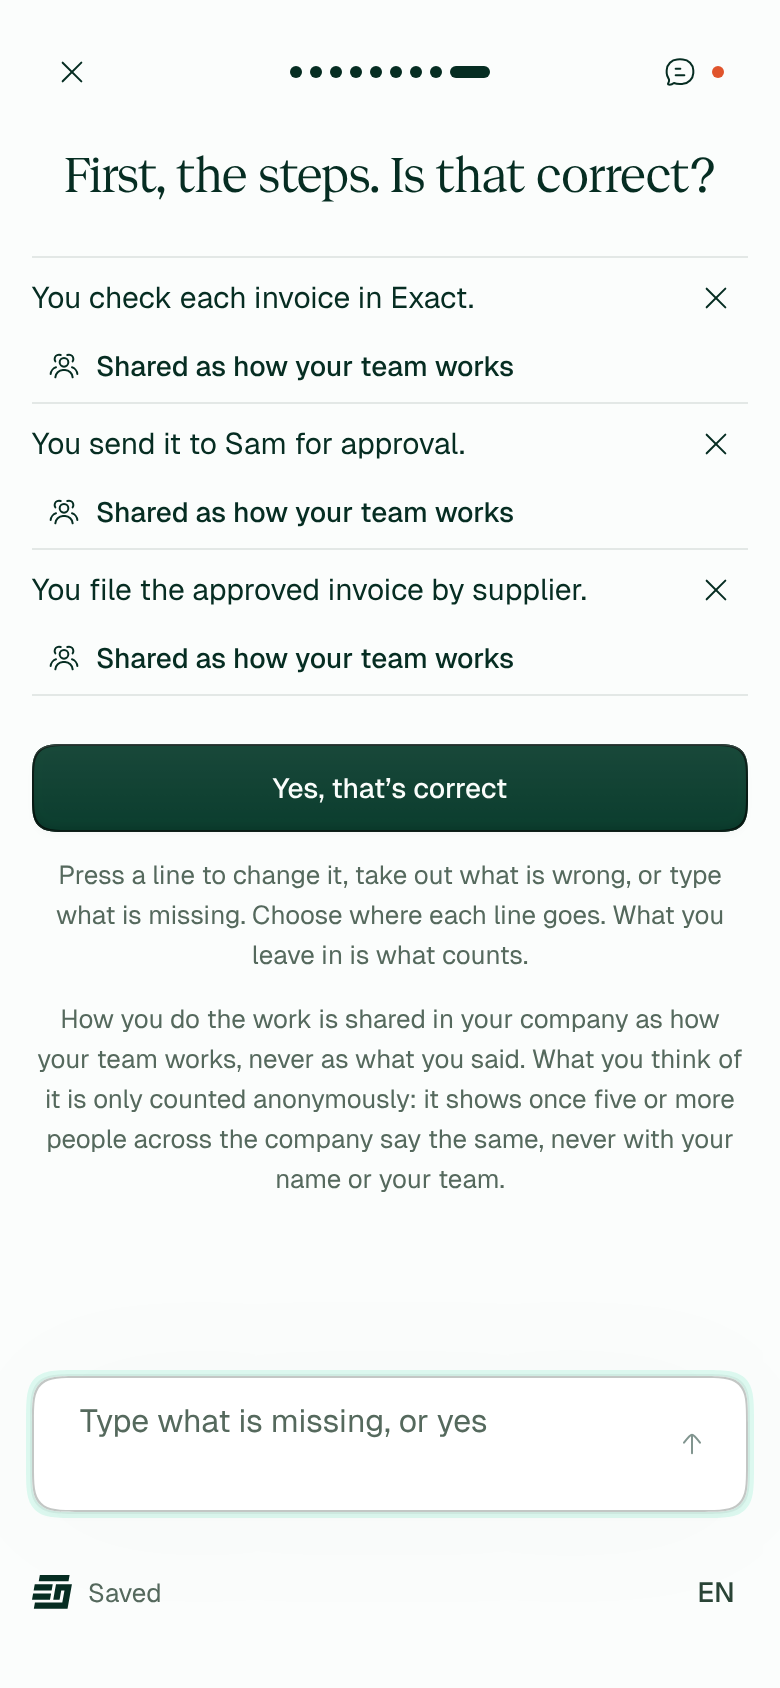 First, the steps. Is that correct?
You check each invoice in Exact.
Shared as how your team works
You send it to Sam for approval.
Shared as how your team works
You file the approved invoice by supplier.
Shared as how your team works
Yes, that’s correct
Press a line to change it, take out what is wrong, or type
what is missing. Choose where each line goes. What you
leave in is what counts.
How you do the work is shared in your company as how
your team works, never as what you said. What you think of
it is only counted anonymously: it shows once five or more
people across the company say the same, never with your
name or your team.
Type what is missing, or yes
Saved
EN